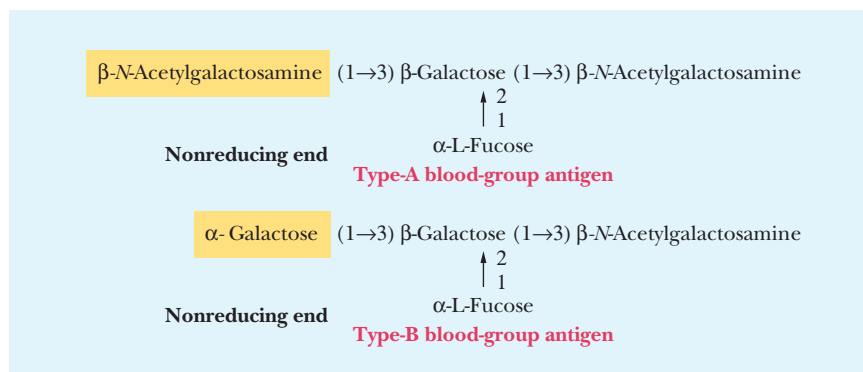 β-N-Acetylgalactosamine (1→3) β-Galactose (1→3) β-N-Acetylgalactosamine
2
1
α-L-Fucose
Nonreducing end
Type-A blood-group antigen
α- Galactose (1→3) β-Galactose (1→3) β-N-Acetylgalactosamine
2
1
α-L-Fucose
Nonreducing end
Type-B blood-group antigen